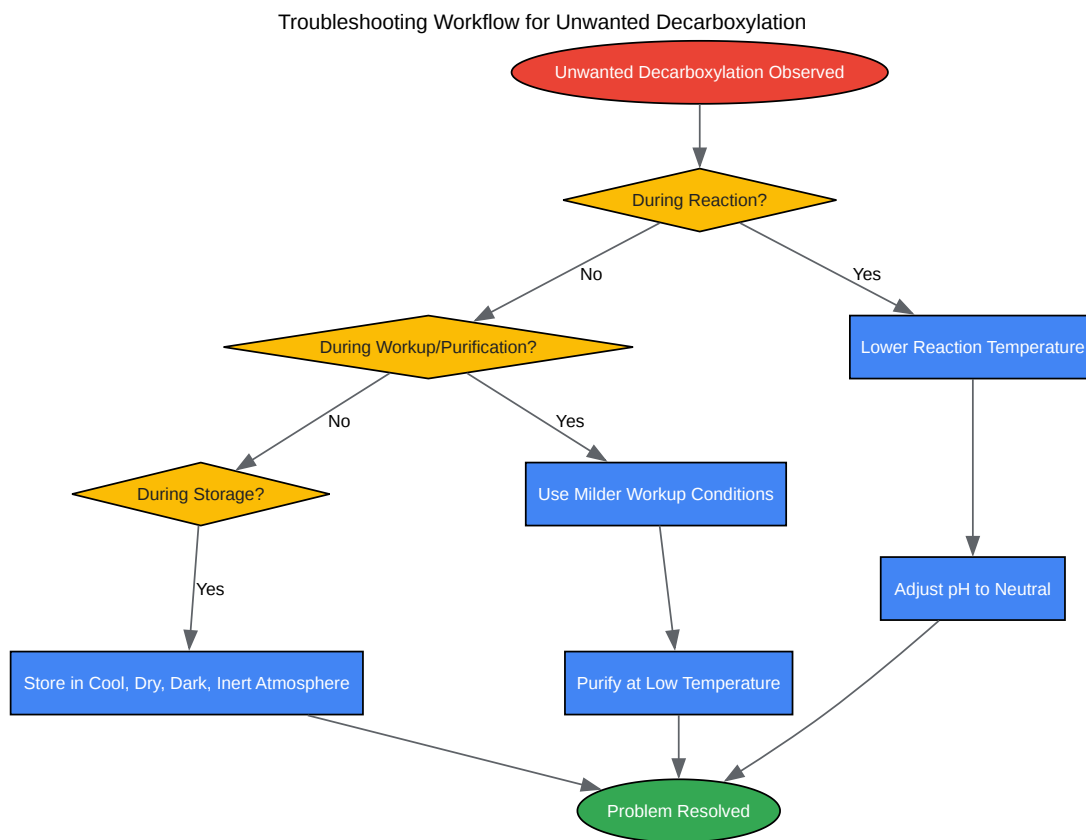 Troubleshooting Workflow for Unwanted Decarboxylation
Unwanted Decarboxylation Observed
During Reaction?
No
Yes
During Workup/Purification?
Lower Reaction Temperature
No
Yes
During Storage?
Use Milder Workup Conditions
Yes
Adjust pH to Neutral
Store in Cool, Dry, Dark, Inert Atmosphere
Purify at Low Temperature
Problem Resolved